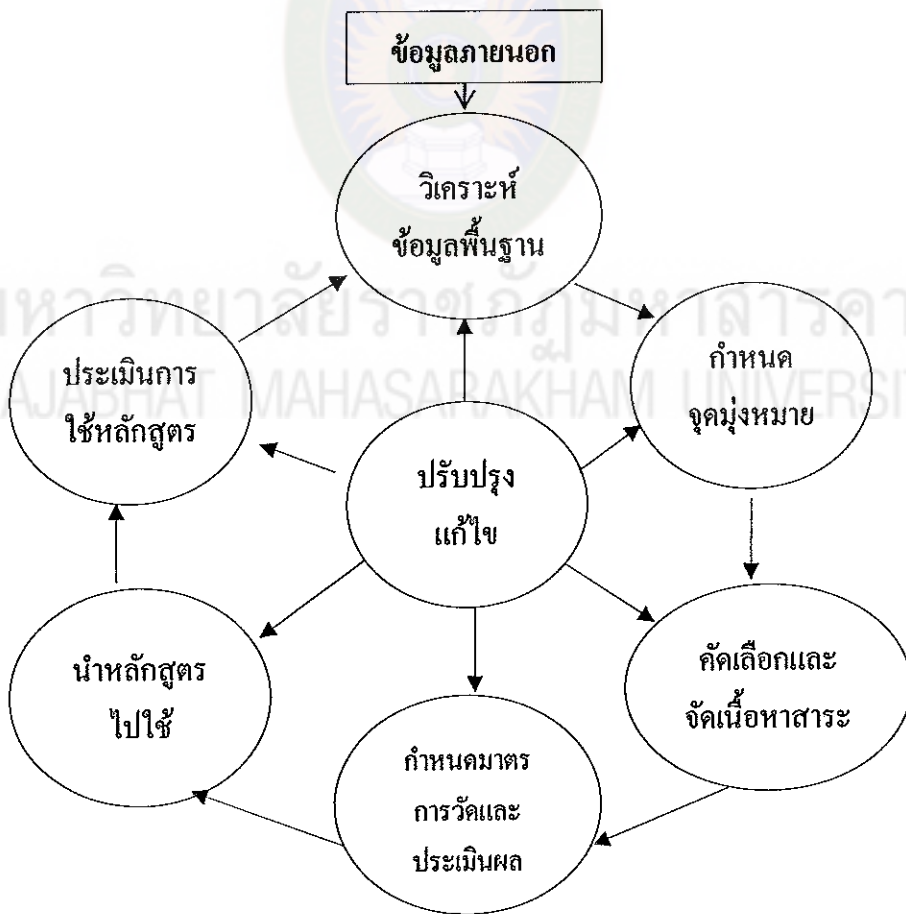 ข้อมูลภายนอก
วิเคราะห์
ข้อมูลพื้นฐาน
กำหนด
จุดมุ่งหมาย
คัดเลือกและ
จัดเนื้อหาสาระ
กำหนดมาตร
การวัดและ
ประเมินผล
นำหลักสูตร
ไปใช้
ประเมินการ
ใช้หลักสูตร
ปรับปรุง
แก้ไข
มหาวิทยาลัยราชภัฏมหาสารคา
RAJABHAT MAHASARAKHAM UNIVERSIT